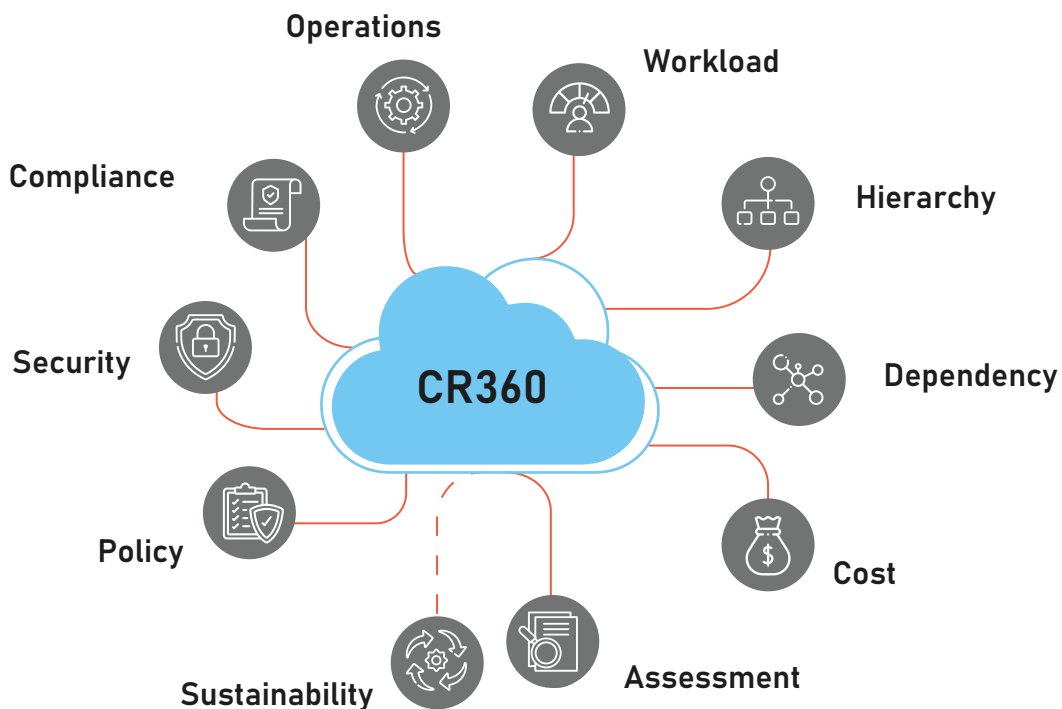 Operations
Workload
Compliance
Hierarchy
Security
CR360
Dependency
Policy
Cost
$
Sustainability
Assessment